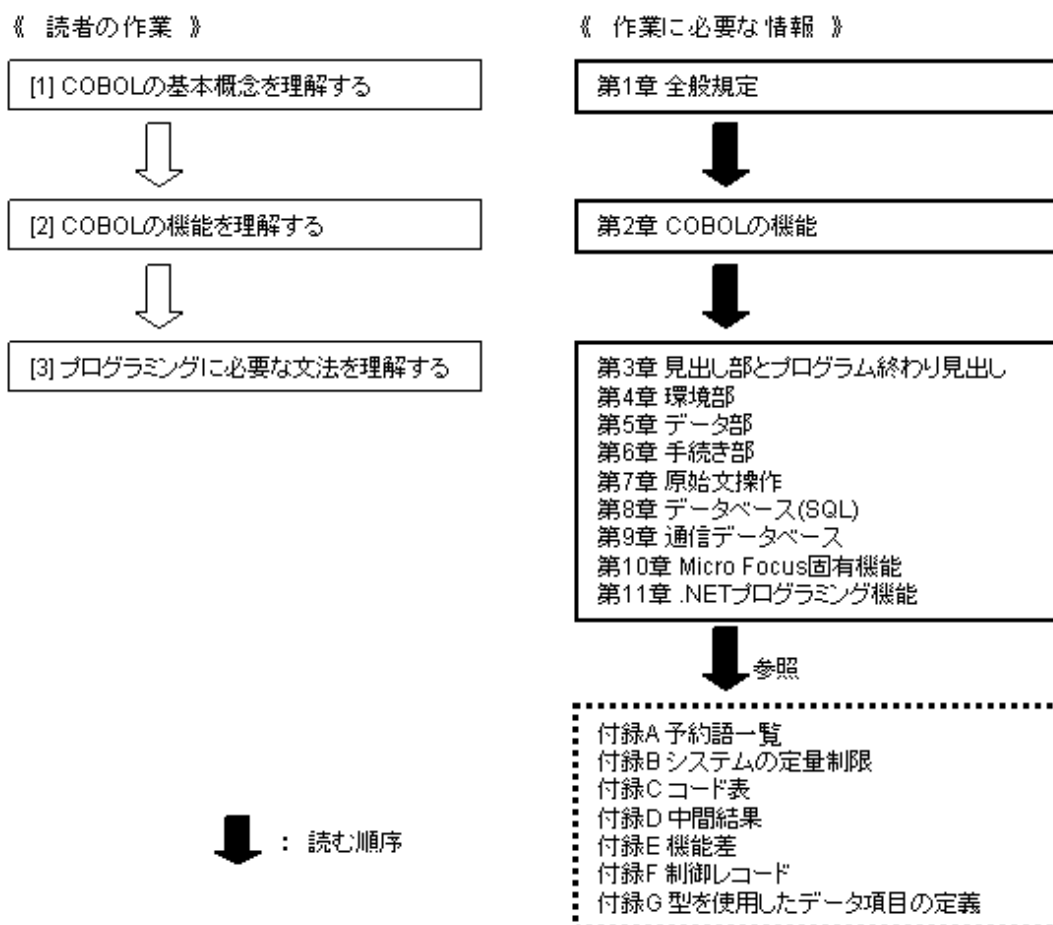 《 読者の作業 》
[1] COBOLの基本概念を理解する
[2] COBOLの機能を理解する
[3] プログラミングに必要な文法を理解する
: 読む順序
《 作業に必要な情報 》
第1章 全般規定
第2章 COBOLの機能
第3章 見出し部とプログラム終わり見出し
第4章 環境部
第5章 データ部
第6章 手続き部
第7章 原始文操作
第8章 データベース(SQL)
第9章 通信データベース
第10章 Micro Focus固有機能
第11章 .NETプログラミング機能
参照
付録A 予約語一覧
付録B システムの定量制限
付録C コード表
付録D 中間結果
付録E 機能差
付録F 制御レコード
付録G 型を使用したデータ項目の定義